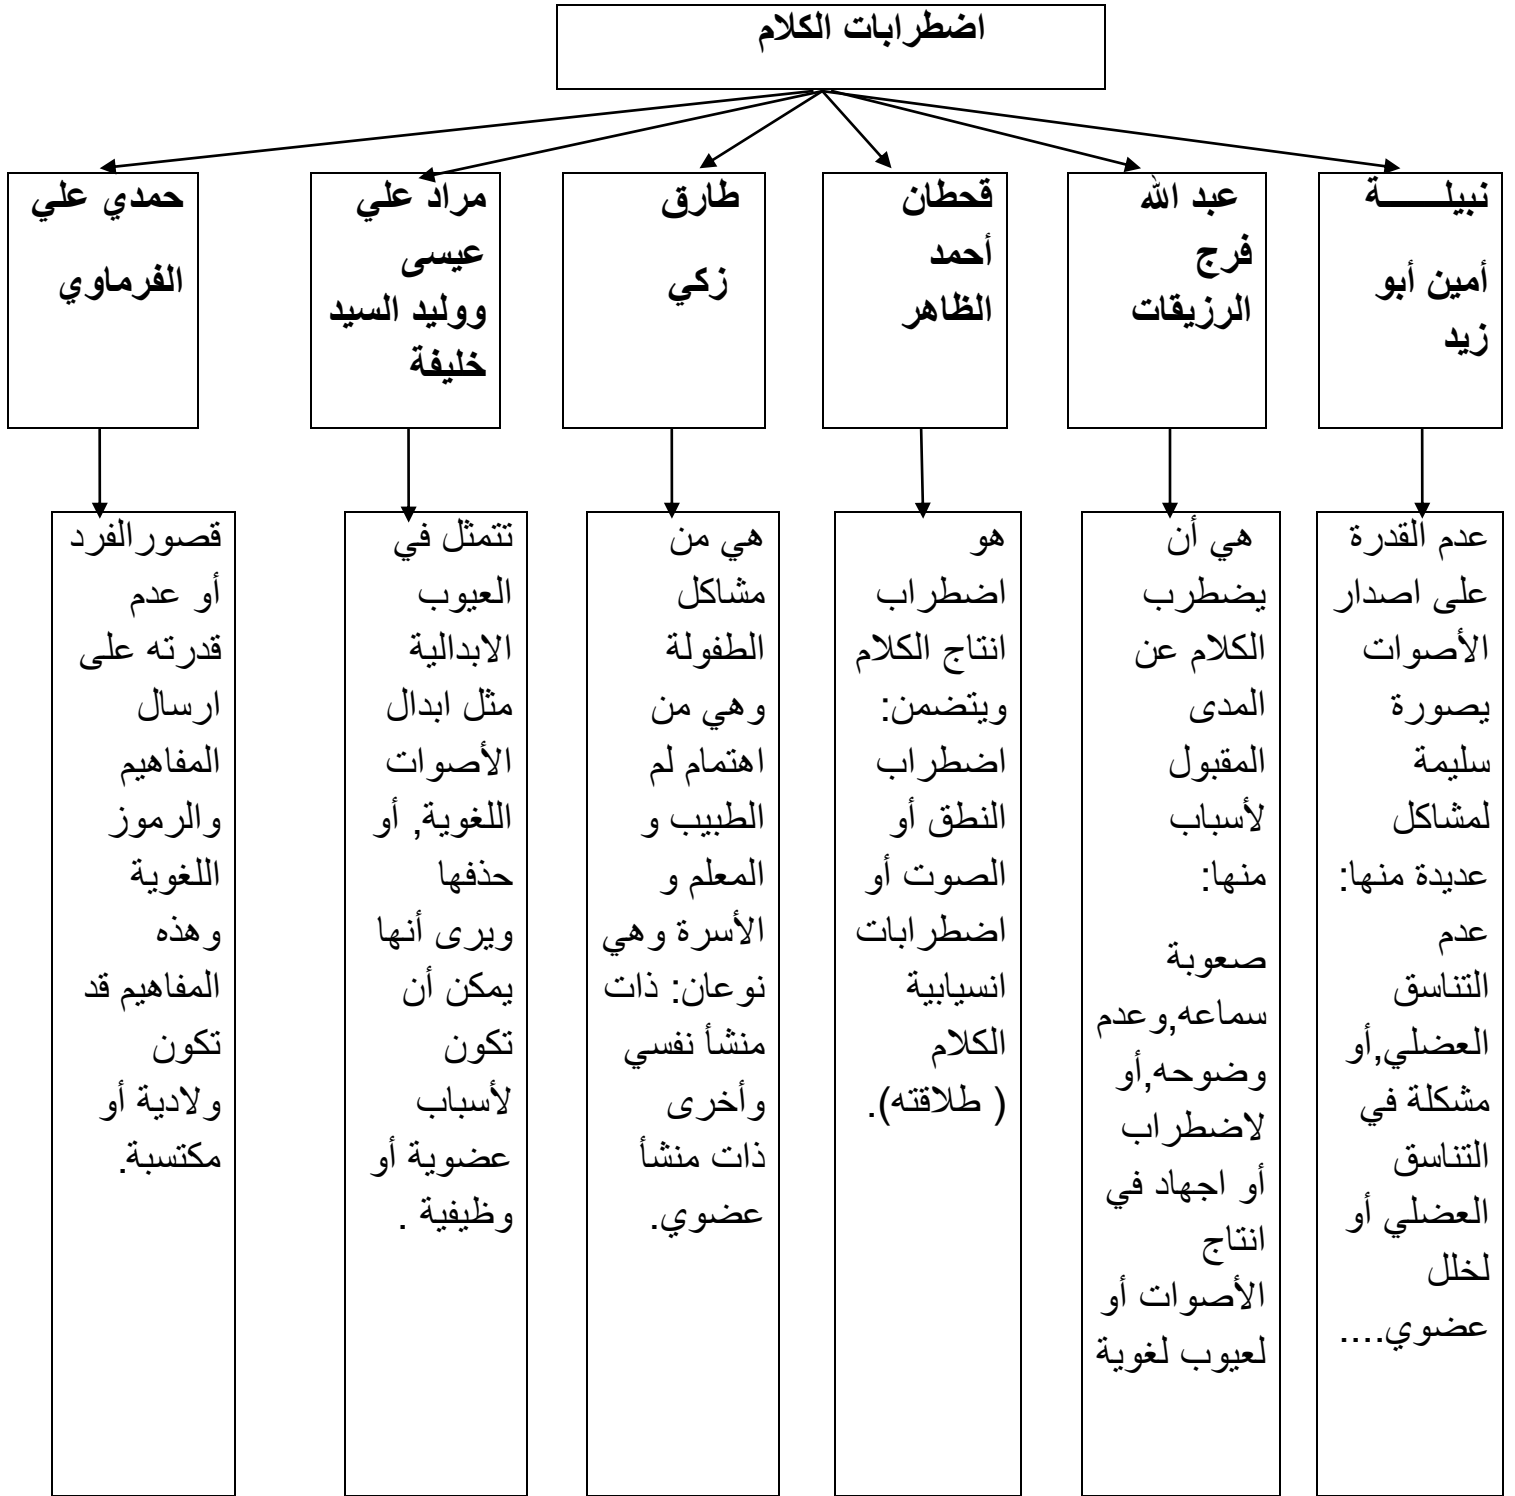 اضطرابات الكلام
نبيلـــــــة
أمين أبو
زيد
عبد الله
فرج
الرزيقات
قحطان
أحمد
الظاهر
طارق
زكي
مراد علي
عيسى
ووليد السيد
خليفة
حمدي علي
الفرماوي
عدم القدرة
على اصدار
الأصوات
بصورة
سليمة
لمشاكل
عديدة منها:
عدم
التناسق
العضلي,أو
مشكلة في
التناسق
العضلي أو
لخلل
عضوي....
هي أن
يضطرب
الكلام عن
المدى
المقبول
لأسباب
منها:
صعوبة
سماعه,وعدم
وضوحه,أو
لاضطراب
أو اجهاد في
انتاج
الأصوات أو
لعيوب لغوية
هو
اضطراب
انتاج الكلام
ويتضمن:
اضطراب
النطق أو
الصوت أو
اضطرابات
انسيابية
الكلام
( طلاقته).
هي من
مشاكل
الطفولة
وهي من
اهتمام لم
الطبيب و
المعلم و
الأسرة وهي
نوعان: ذات
منشأ نفسي
وأخرى
ذات منشأ
عضوي.
تتمثل في
العيوب
الابدالية
مثل ابدال
الأصوات
اللغوية, أو
حذفها
ويرى أنها
يمكن أن
تكون
لأسباب
عضوية أو
وظيفية .
قصورالفرد
أو عدم
قدرته على
ارسال
المفاهيم
والرموز
اللغوية
وهذه
المفاهيم قد
تكون
ولادية أو
مكتسبة.